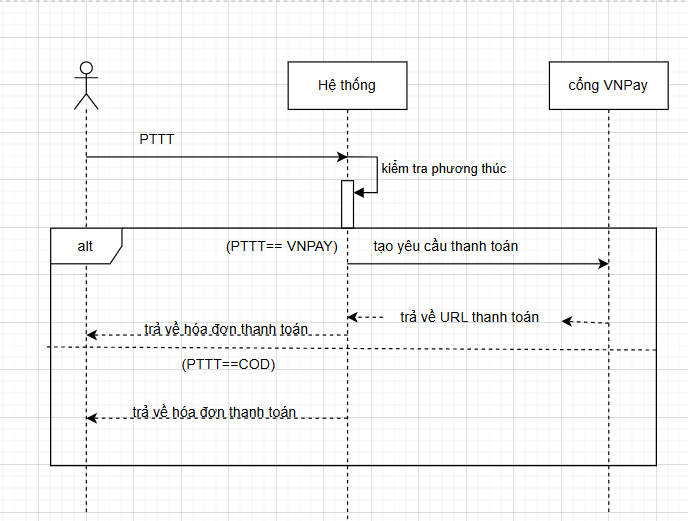 Hệ thống
cổng VNPay
PTTT
kiểm tra phương thúc
alt
(PTTT== VNPAY)
tạo yêu cầu thanh toán
trả về URL thanh toán
trả về hóa đơn thanh toán
(PTTT==COD)
trả về hóa đơn thanh toán